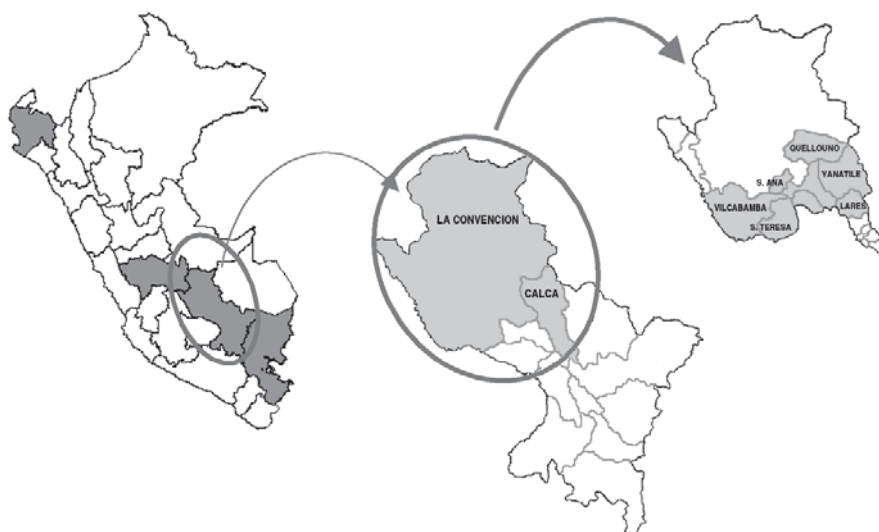 LA CONVENCION
CALCA
QUELLOUNO
YANATILE
S. ANA
VILCABAMBA
LARES
S. TERESA